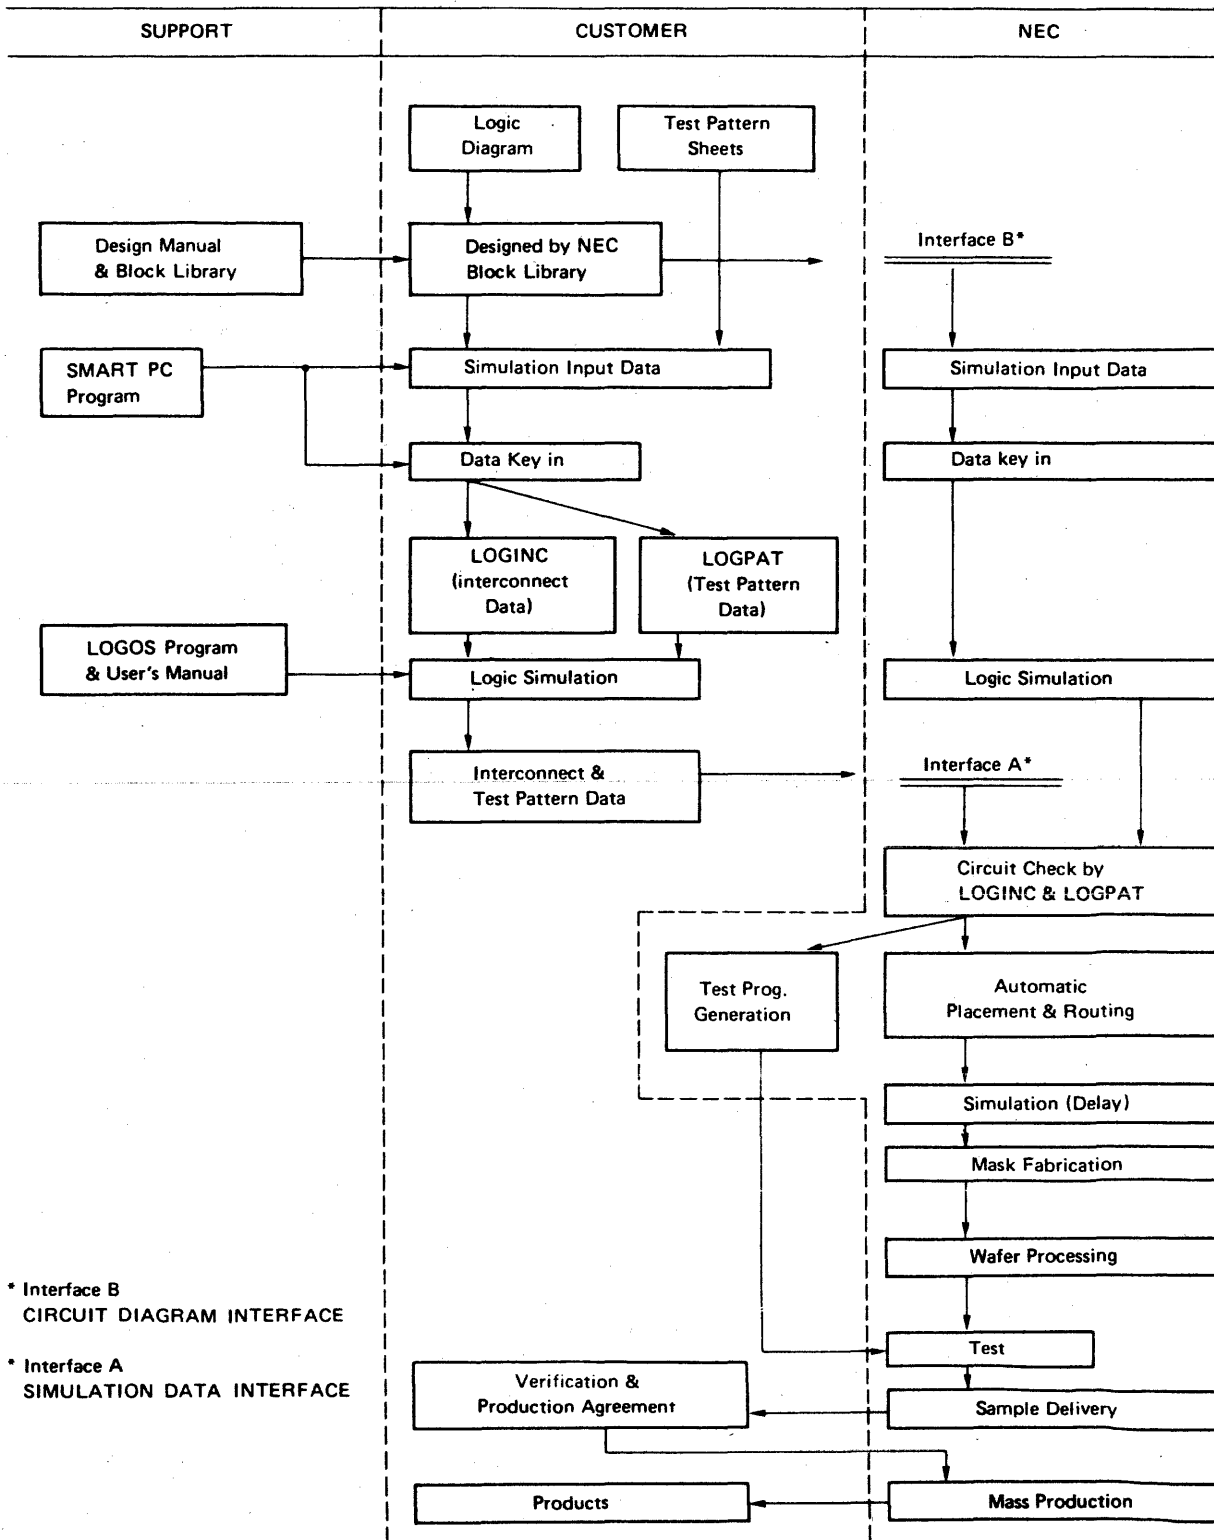 SUPPORT
CUSTOMER
NEC
Logic
Diagram
Test Pattern
Sheets
Design Manual
& Block Library
Designed by NEC
Block Library
Interface B*
SMART PC
Program
Simulation Input Data
Simulation Input Data
Data Key in
Data key in
LOGINC
(interconnect
Data)
LOGPAT
(Test Pattern
Data)
LOGOS Program
& User's Manual
Logic Simulation
Logic Simulation
Interconnect &
Test Pattern Data
Interface A*
Circuit Check by
LOGINC & LOGPAT
Test Prog.
Generation
Automatic
Placement & Routing
Simulation (Delay)
Mask Fabrication
Wafer Processing
* Interface B
CIRCUIT DIAGRAM INTERFACE
* Interface A
SIMULATION DATA INTERFACE
Test
Verification &
Production Agreement
Sample Delivery
Products
Mass Production